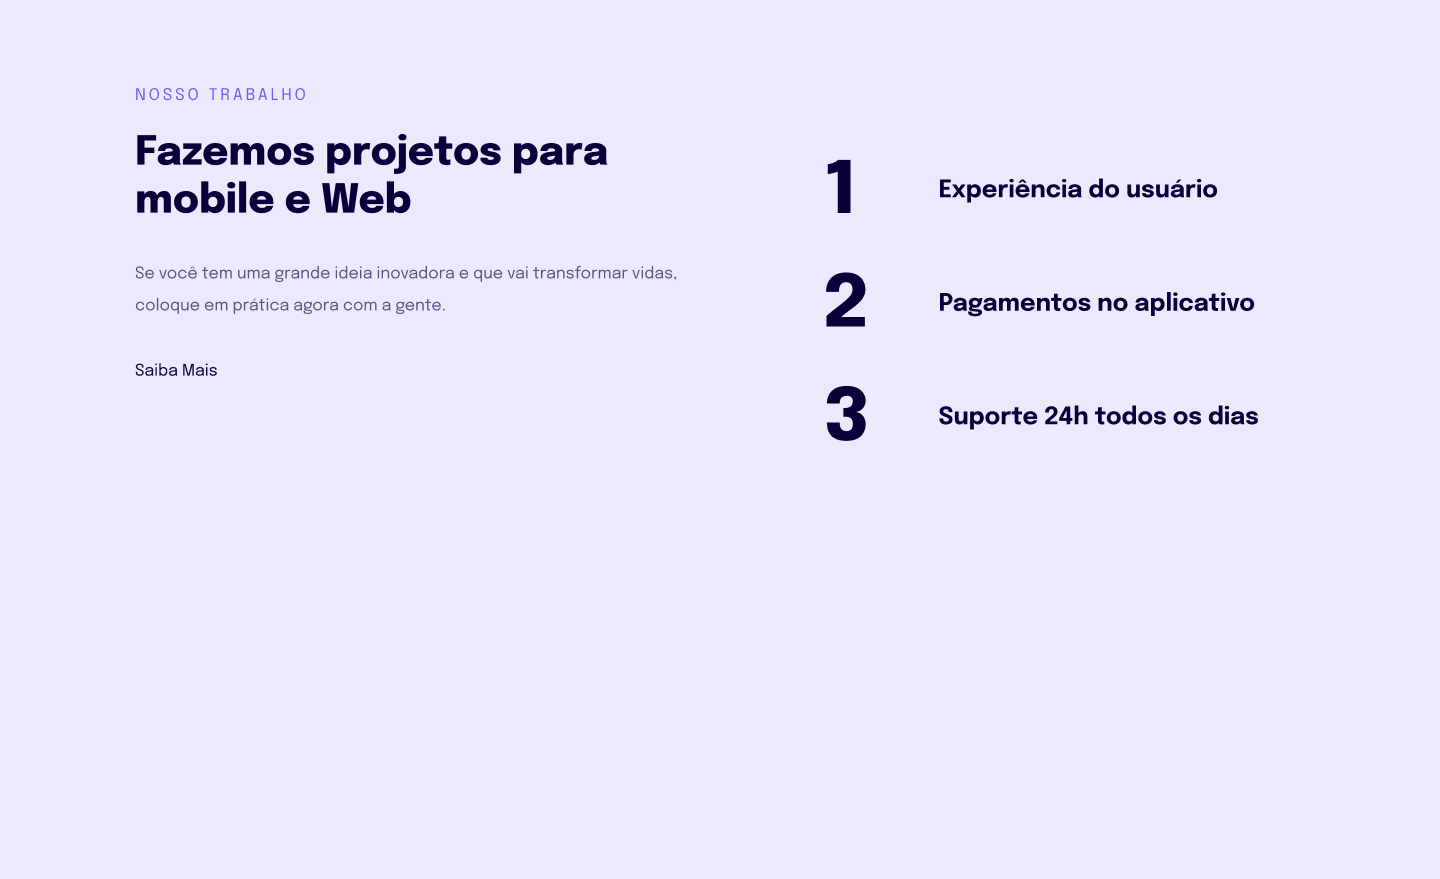 NOSSO TRABALHO
Fazemos projetos para
mobile e Web
Se você tem uma grande ideia inovadora e que vai transformar vidas,
coloque em prática agora com a gente.
Saiba Mais
1 Experiência do usuário
2 Pagamentos no aplicativo
3 Suporte 24h todos os dias